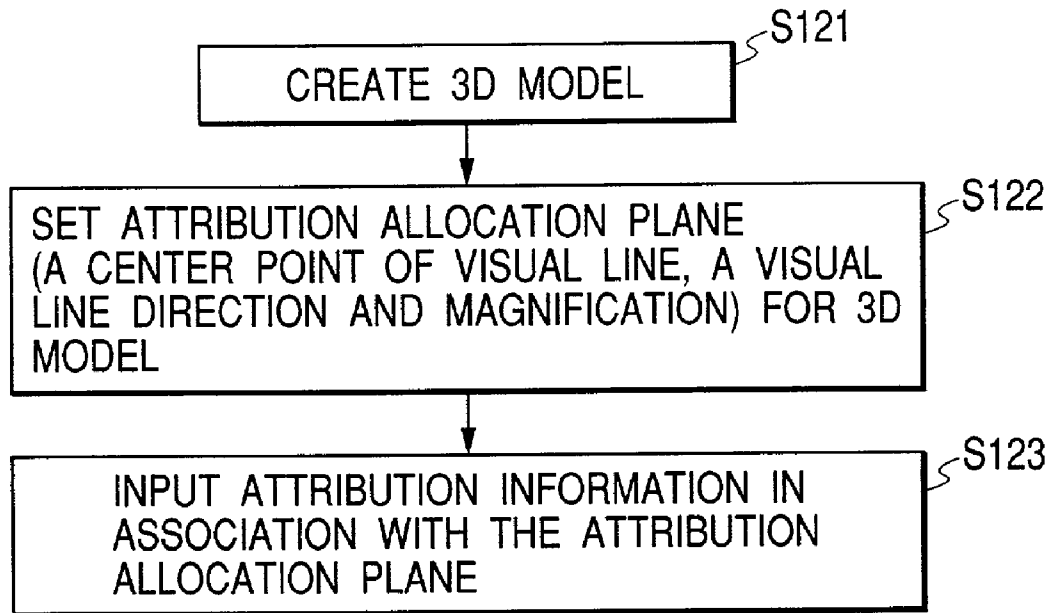 S121
CREATE 3D MODEL
S122
SET ATTRIBUTION ALLOCATION PLANE
(A CENTER POINT OF VISUAL LINE, A VISUAL
LINE DIRECTION AND MAGNIFICATION) FOR 3D
MODEL
S123
INPUT ATTRIBUTION INFORMATION IN
ASSOCIATION WITH THE ATTRIBUTION
ALLOCATION PLANE